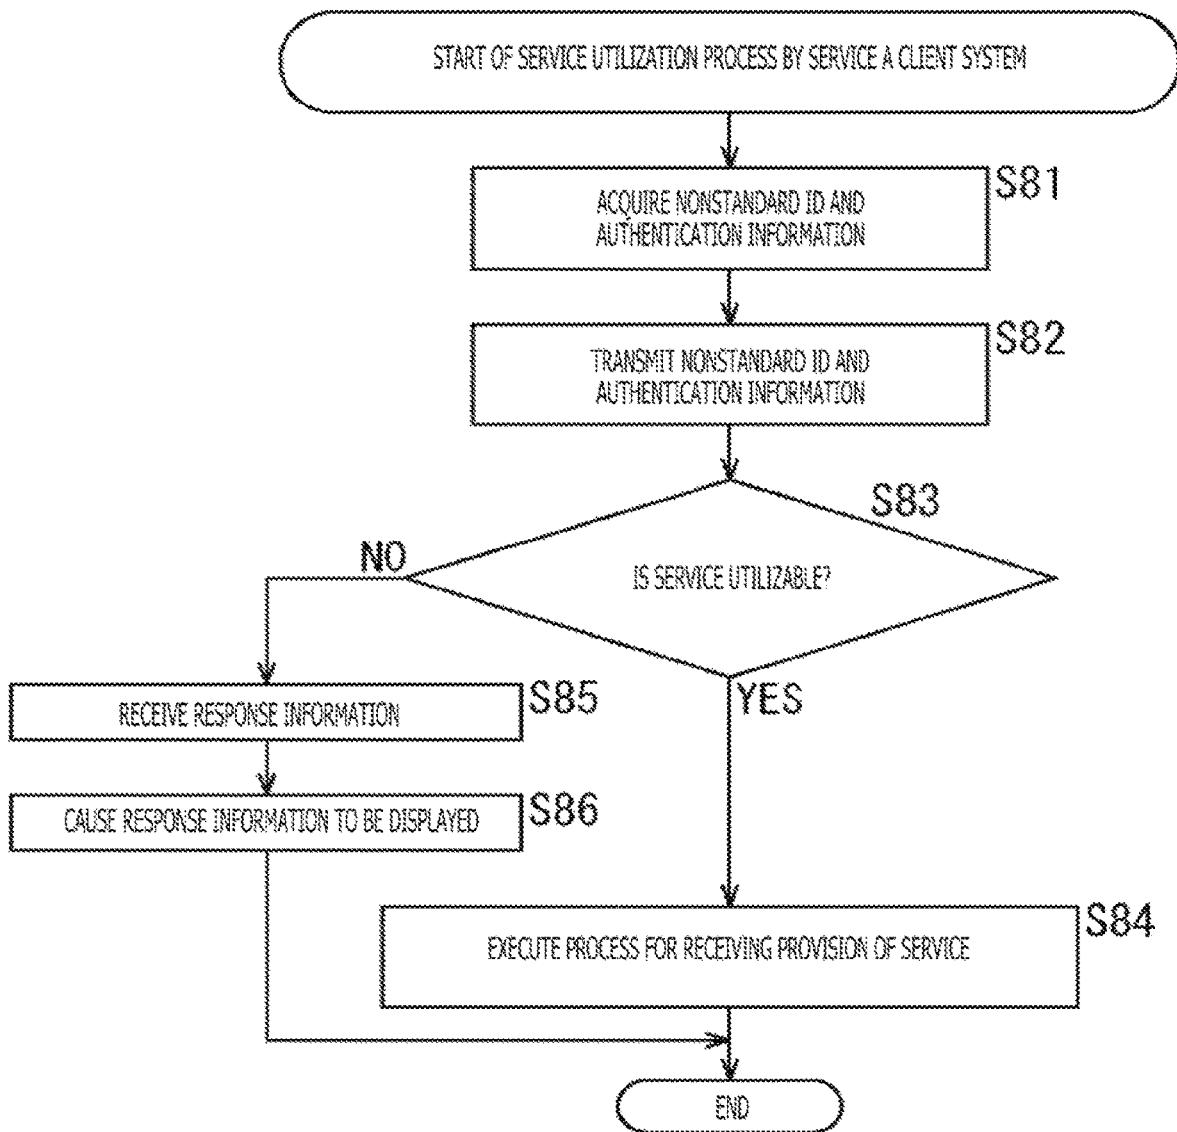 START OF SERVICE UTILIZATION PROCESS BY SERVICE A CLIENT SYSTEM
S81
ACQUIRE NONSTANDARD ID AND
AUTHENTICATION INFORMATION
S82
TRANSMIT NONSTANDARD ID AND
AUTHENTICATION INFORMATION
S83
NO
IS SERVICE UTILIZABLE?
YES
S85
RECEIVE RESPONSE INFORMATION
S86
CAUSE RESPONSE INFORMATION TO BE DISPLAYED
S84
EXECUTE PROCESS FOR RECEIVING PROVISION OF SERVICE
END